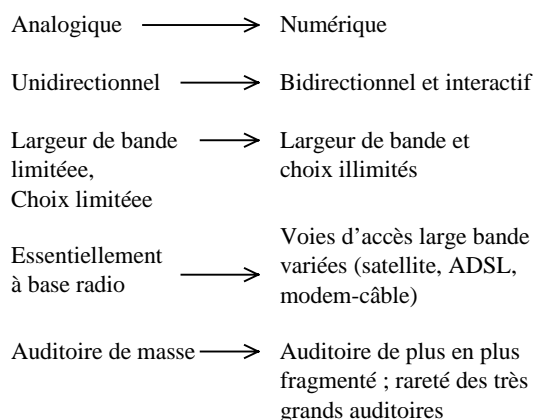 Analogique Numérique
Unidirectionnel Bidirectionnel et interactif
Largeur de bande Largeur de bande et
limitéee, choix illimités
Choix limitéee
Voies d’accès large bande
Essentiellement variées (satellite, ADSL,
à base radio modem-câble)
Auditoire de masse Auditoire de plus en plus
fragmenté ; rareté des très
grands auditoires